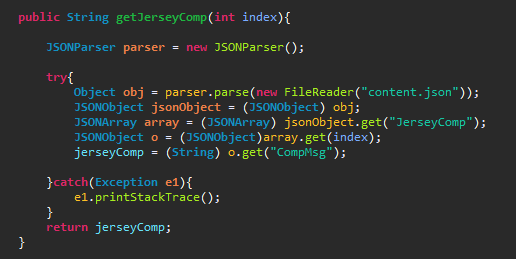 public String getJerseyComp(int index){
JSONParser parser = new JSONParser();
try{
Object obj = parser.parse(new FileReader("content.json"));
JSONObject jsonObject = (JSONObject) obj;
JSONArray array = (JSONArray) jsonObject.get("JerseyComp");
JSONObject o = (JSONObject)array.get(index);
jerseyComp = (String) o.get("CompMsg");
}catch(Exception e1){
e1.printStackTrace();
}
return jerseyComp;
}